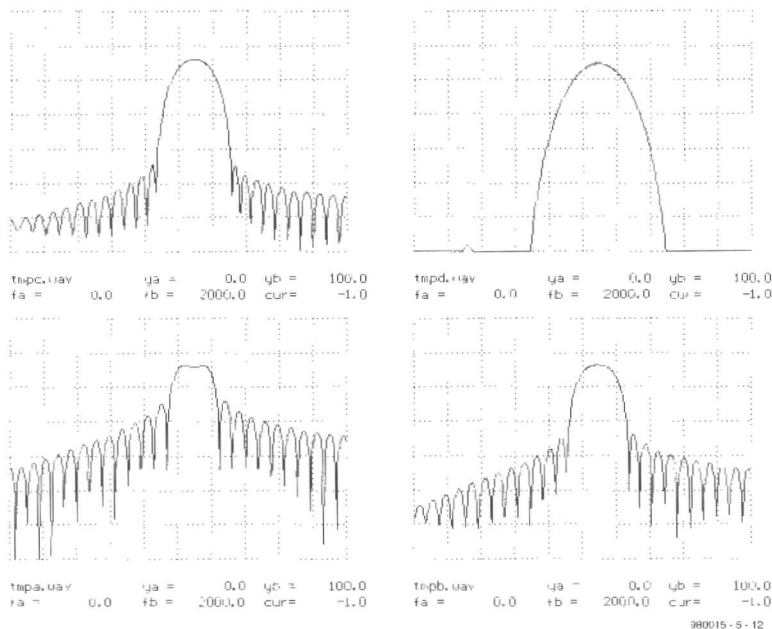 tmpc.wav ya = 0.0 yb = 100.0
fa = 0.0 fb = 2000.0 cur= -1.0
tmpd.wav ya = 0.0 yb = 100.0
fa = 0.0 fb = 2000.0 cur= -1.0
tmpa.wav ya = 0.0 yb = 100.0
fa = 0.0 fb = 2000.0 cur= -1.0
tmpb.wav ya = 0.0 yb = 100.0
fa = 0.0 fb = 2000.0 cur= -1.0
980015 - 5 - 12